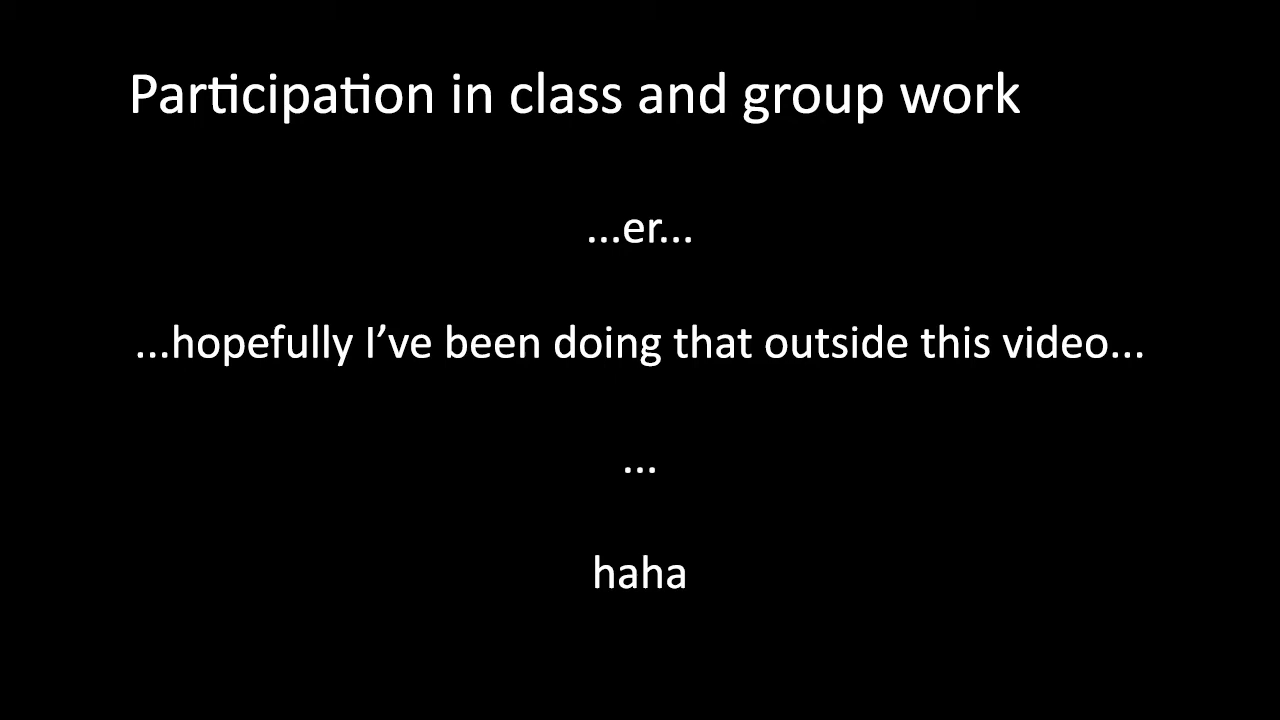 Participation in class and group work
...er...
...hopefully I’ve been doing that outside this video...
...
haha